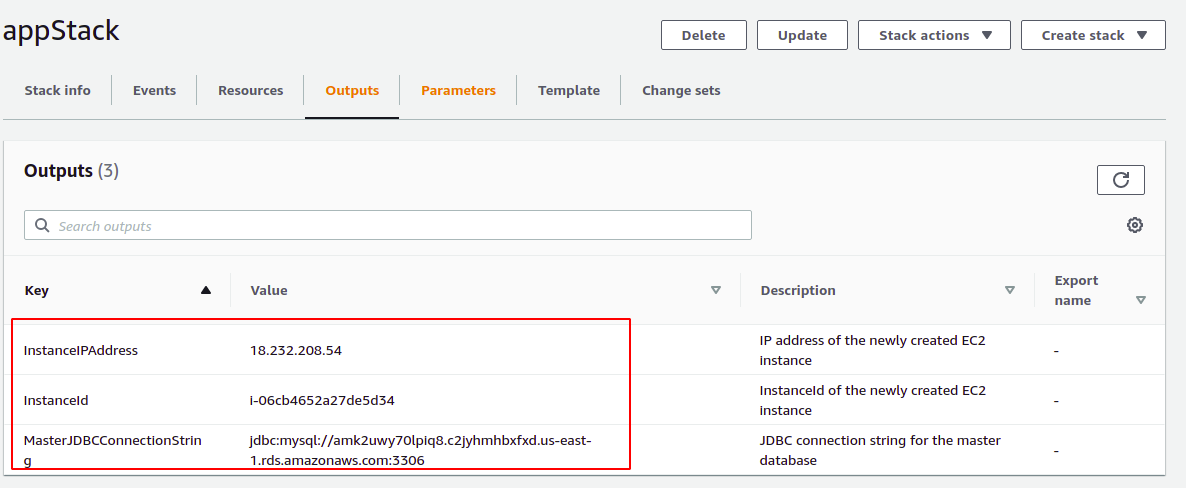 appStack
Delete
Update
Stack actions
Create stack
Stack info
Events
Resources
Outputs
Parameters
Template
Change sets
Outputs (3)
Search outputs
Key
Value
Description
Export
name
InstanceIPAddress
18.232.208.54
IP address of the newly created EC2
instance
-
InstanceId
i-06cb4652a27de5d34
InstanceId of the newly created EC2
instance
-
MasterJDBCConnectionStrin
g
jdbc:mysql://amk2uwy70lpiq8.c2jyhmhbxfxd.us-east-
1.rds.amazonaws.com:3306
JDBC connection string for the master
database
-